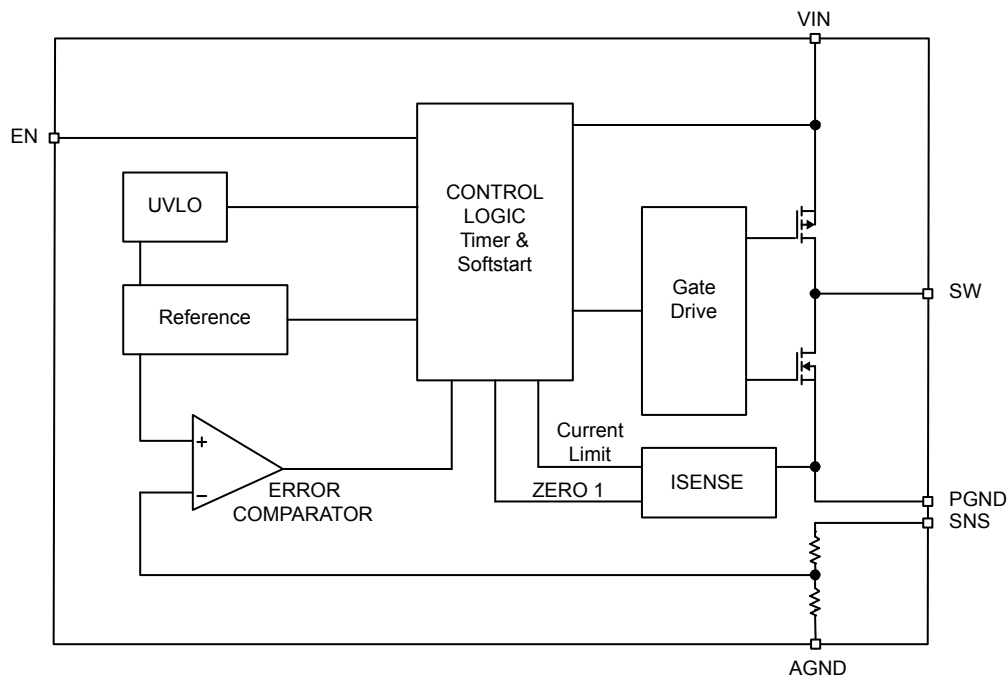 VIN
EN
UVLO
CONTROL
LOGIC
Timer &
Softstart
Gate
Drive
SW
Reference
+
−
ERROR
COMPARATOR
Current
Limit
ZERO 1
ISENSE
PGND
SNS
AGND